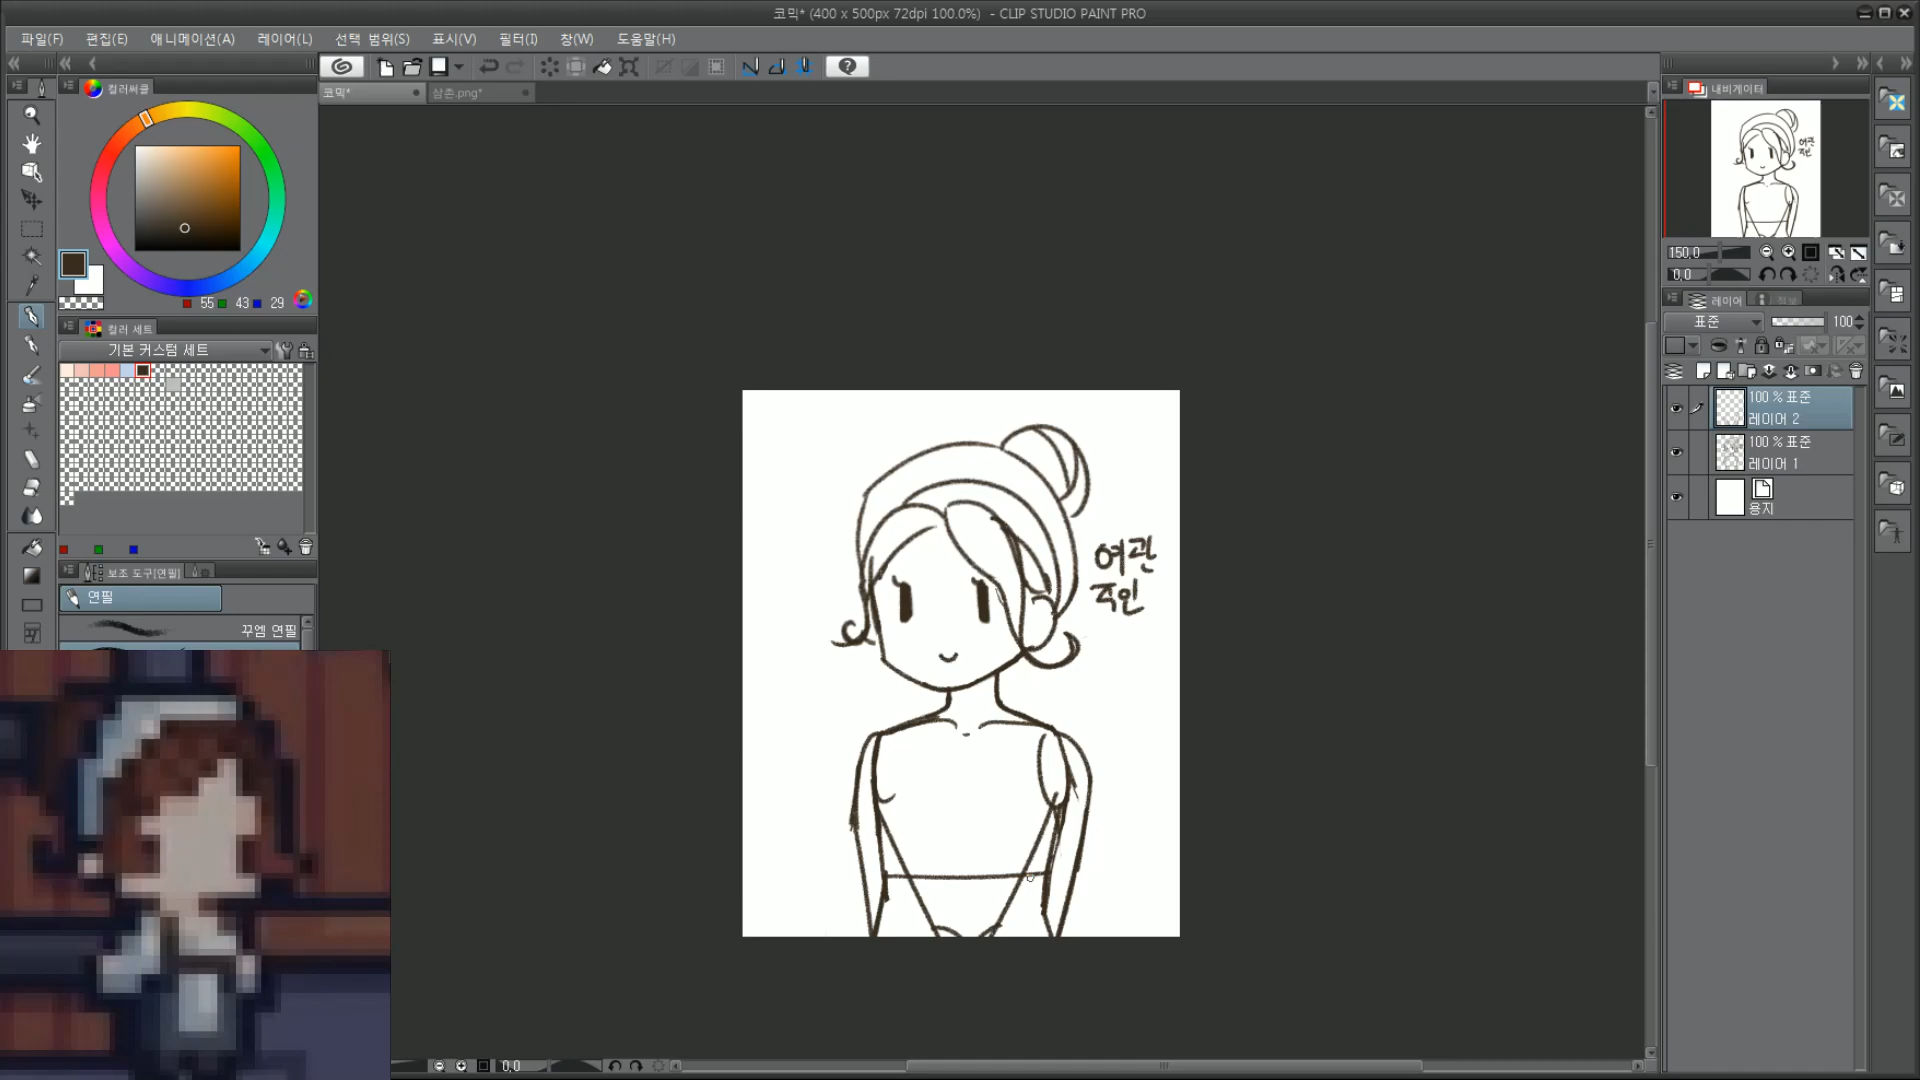 코믹* (400 x 500px 72dpi 100.0%)  - CLIP STUDIO PAINT PRO
파일(F) 편집(E) 애니메이션(A) 레이어(L) 선택 범위(S) 표시(V) 필터(I) 창(W) 도움말(H)
컬러써클
코믹*
삼촌.png*
내비게이터
55 43 29
컬러 세트
기본 커스텀 세트
보조 도구[연필]
연필
꾸엠 연필
150.0
0.0
레이어
정보
표준 100
100 % 표준
레이어 2
100 % 표준
레이어 1
용지
여관
주인
0.0